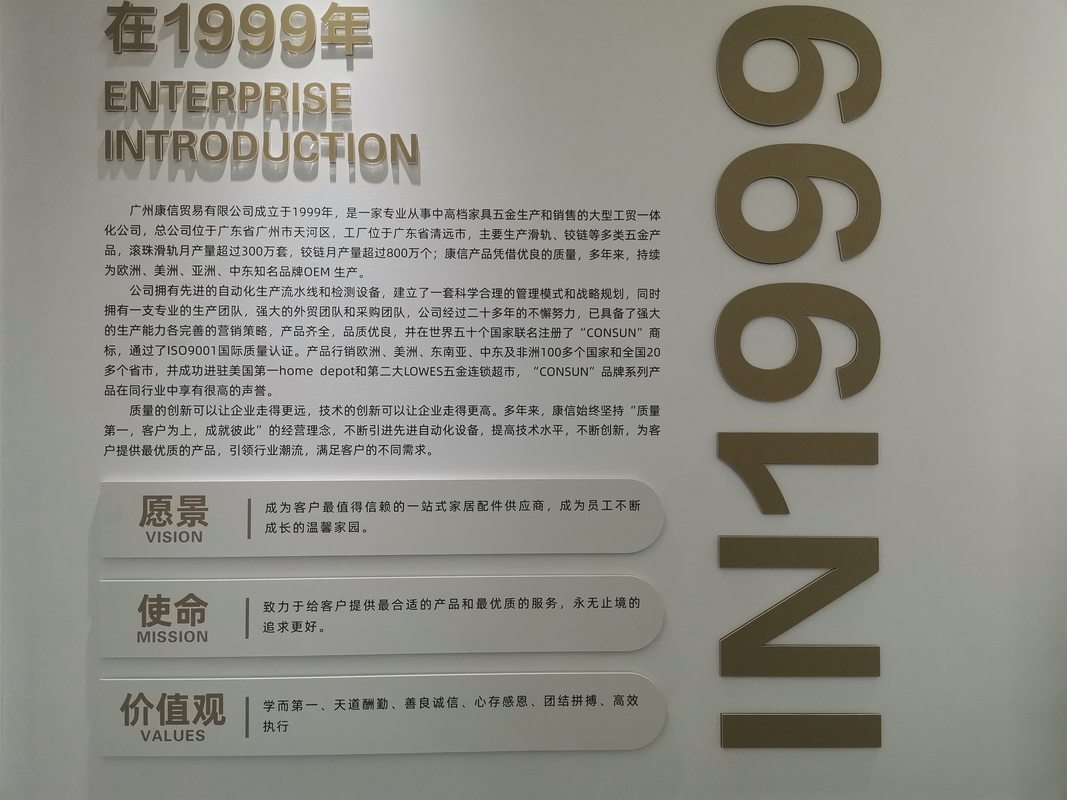 在1999年
ENTERPRISE
INTRODUCTION
广州康信贸易有限公司成立于1999年，是一家专业从事中高档家具五金生产和销售的大型工贸一体
化公司，总公司位于广东省广州市天河区，工厂位于广东省清远市，主要生产滑轨、铰链等多类五金产
品，滚珠滑轨月产量超过300万套，铰链月产量超过800万个；康信产品凭借优良的质量，多年来，持续
为欧洲、美洲、亚洲、中东知名品牌OEM 生产。
公司拥有先进的自动化生产流水线和检测设备，建立了一套科学合理的管理模式和战略规划，同时
拥有一支专业的生产团队，强大的外贸团队和采购团队，公司经过二十多年的不懈努力，已具备了强大
的生产能力各完善的营销策略，产品齐全，品质优良，并在世界五十个国家联名注册了“CONSUN”商
标，通过了ISO9001国际质量认证。产品行销欧洲、美洲、东南亚、中东及非洲100多个国家和全国20
多个省市，并成功进驻美国第一home depot和第二大LOWES五金连锁超市，“CONSUN”品牌系列产
品在同行业中享有很高的声誉。
质量的创新可以让企业走得更远，技术的创新可以让企业走得更高。多年来，康信始终坚持“质量
第一，客户为上，成就彼此”的经营理念，不断引进先进自动化设备，提高技术水平，不断创新，为客
户提供最优质的产品，引领行业潮流，满足客户的不同需求。
愿景
VISION
成为客户最值得信赖的一站式家居配件供应商，成为员工不断
成长的温馨家园。
使命
MISSION
致力于给客户提供最合适的产品和最优质的服务，永无止境的
追求更好。
价值观
VALUES
学而第一、天道酬勤、善良诚信、心存感恩、团结拼搏、高效
执行
IN1999